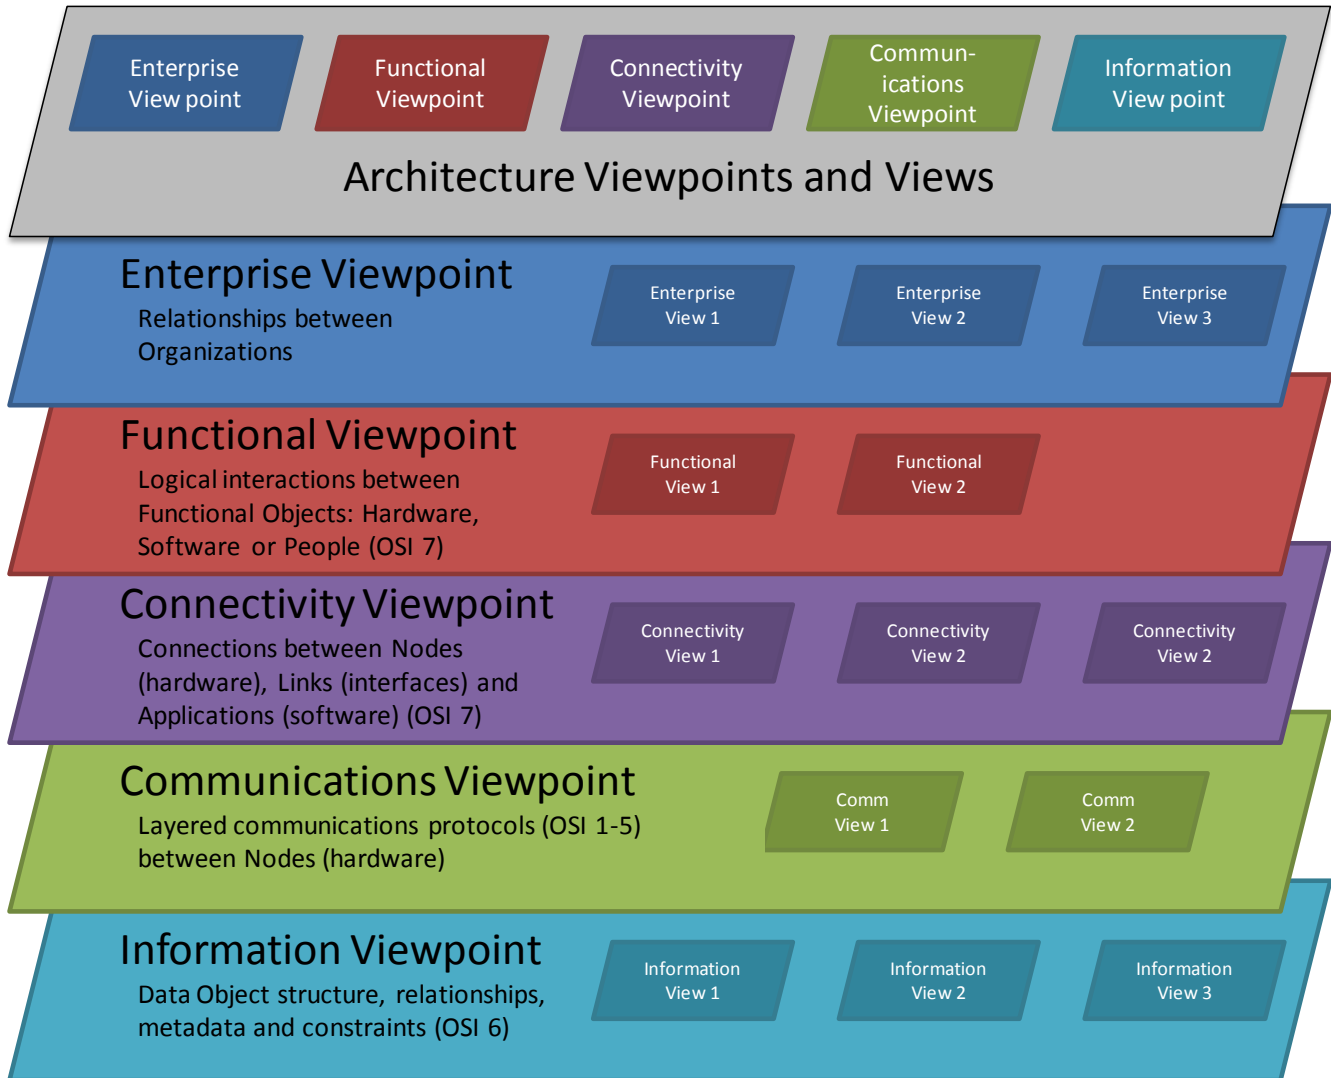 Enterprise
View point
Functional
Viewpoint
Connectivity
Viewpoint
Commun-
ications
Viewpoint
Information
View point
Architecture Viewpoints and Views
Enterprise Viewpoint
Relationships between
Organizations
Enterprise
View 1
Enterprise
View 2
Enterprise
View 3
Functional Viewpoint
Logical interactions between
Functional Objects: Hardware,
Software or People (OSI 7)
Functional
View 1
Functional
View 2
Connectivity Viewpoint
Connections between Nodes
(hardware), Links (interfaces) and
Applications (software) (OSI 7)
Connectivity
View 1
Connectivity
View 2
Connectivity
View 2
Communications Viewpoint
Layered communications protocols (OSI 1-5)
between Nodes (hardware)
Comm
View 1
Comm
View 2
Information Viewpoint
Data Object structure, relationships,
metadata and constraints (OSI 6)
Information
View 1
Information
View 2
Information
View 3